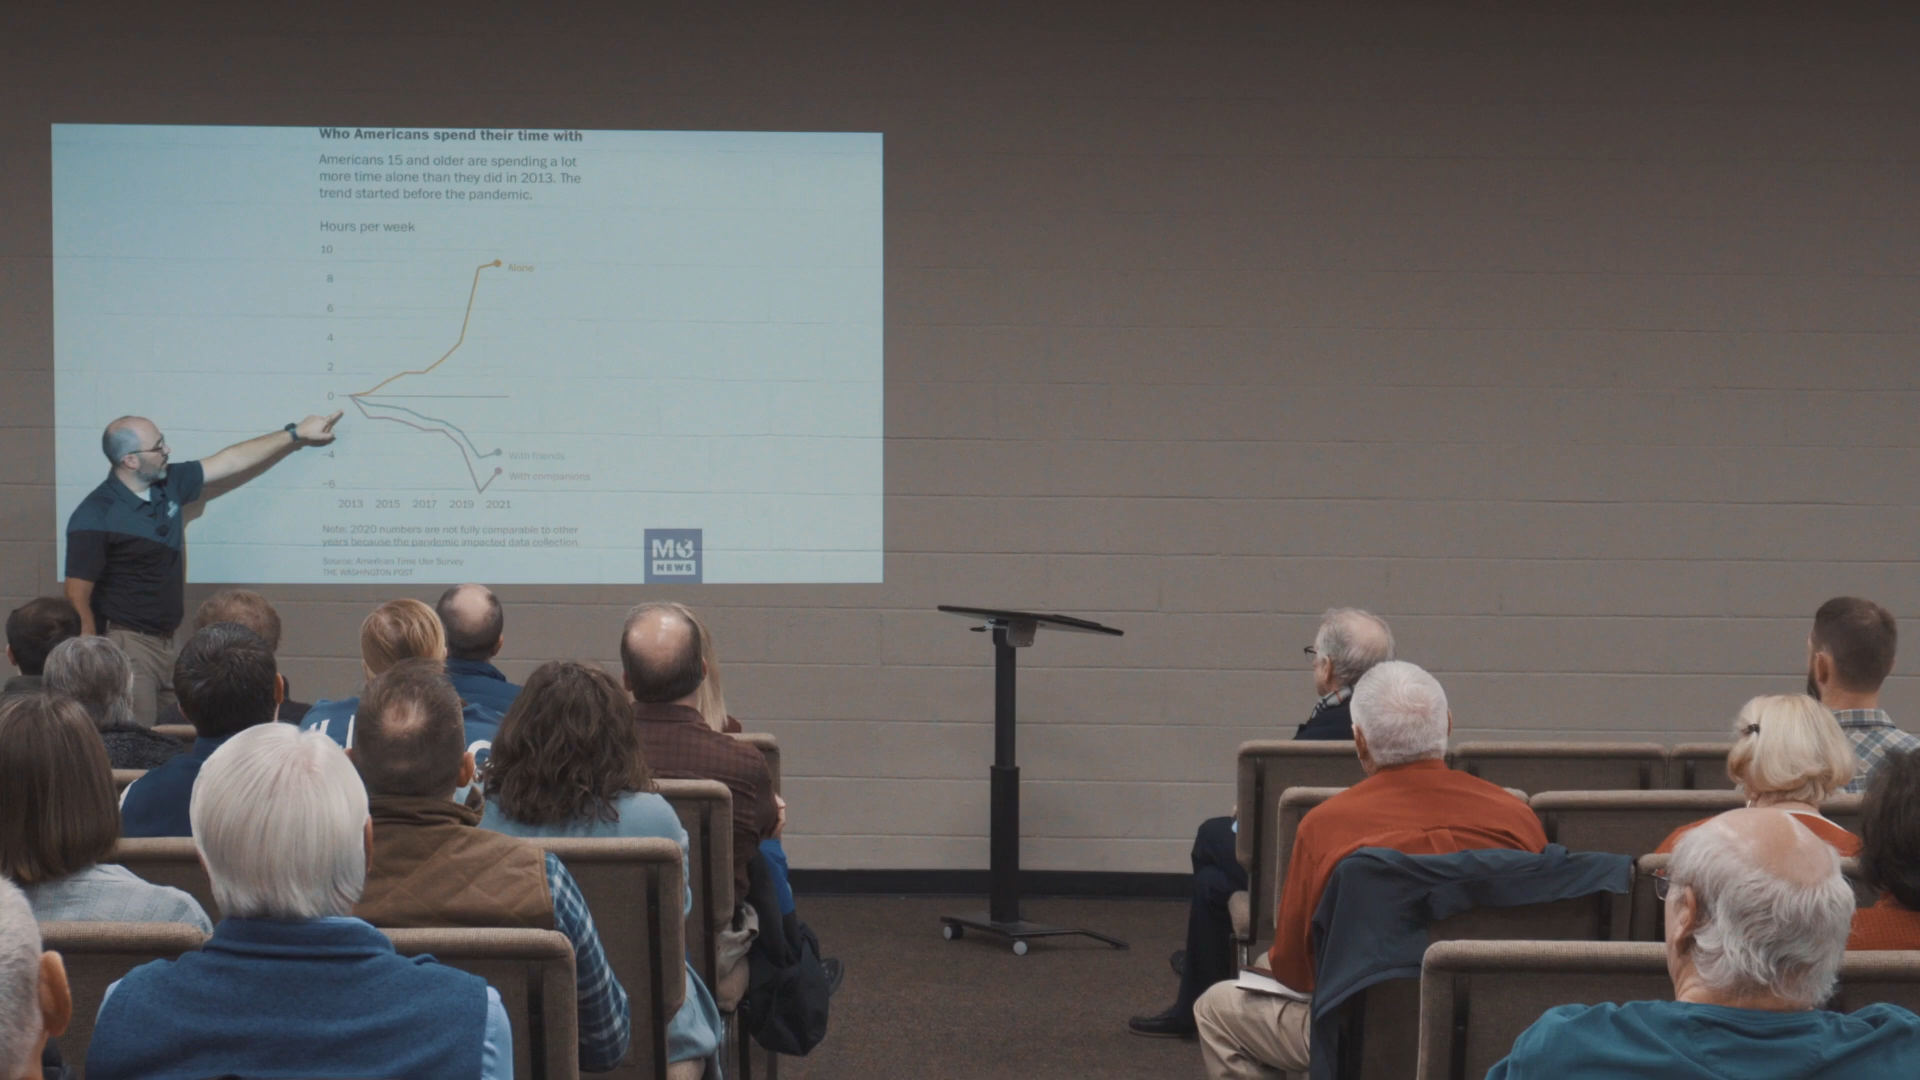 Who Americans spend their time with
Americans 15 and older are spending a lot
more time alone than they did in 2013. The
trend started before the pandemic.
Hours per week
10
8
6
4
2
0
-4
-6
Alone
With friends
With companions
2013 2015 2017 2019 2021
Note: 2020 numbers are not fully comparable to other
years because the pandemic impacted data collection.
Source: American Time Use Survey
THE WASHINGTON POST
MO
NEWS